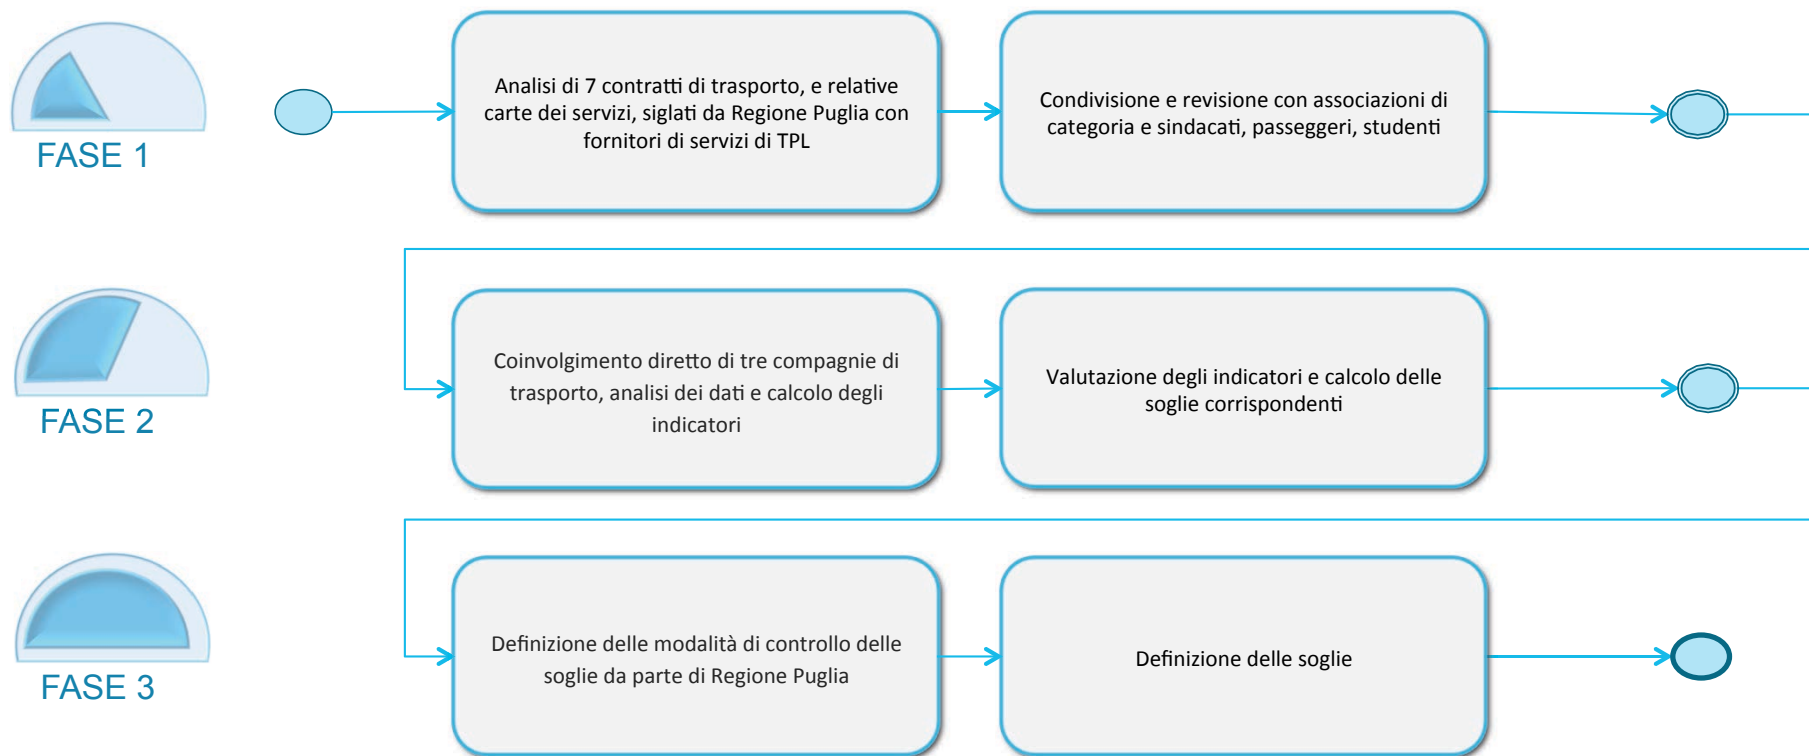 FASE 1
Analisi di 7 contratti di trasporto, e relative
carte dei servizi, siglati da Regione Puglia con
fornitori di servizi di TPL
Condivisione e revisione con associazioni di
categoria e sindacati, passeggeri, studenti
FASE 2
Coinvolgimento diretto di tre compagnie di
trasporto, analisi dei dati e calcolo degli
indicatori
Valutazione degli indicatori e calcolo delle
soglie corrispondenti
FASE 3
Definizione delle modalità di controllo delle
soglie da parte di Regione Puglia
Definizione delle soglie